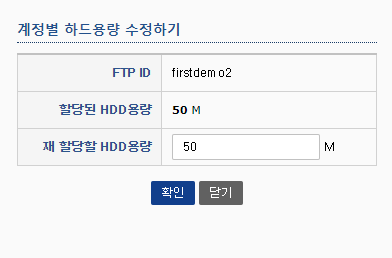 계정별 하드용량 수정하기
FTP ID firstdemo2
할당된 HDD용량 50 M
재 할당할 HDD용량 50 M
확인 닫기